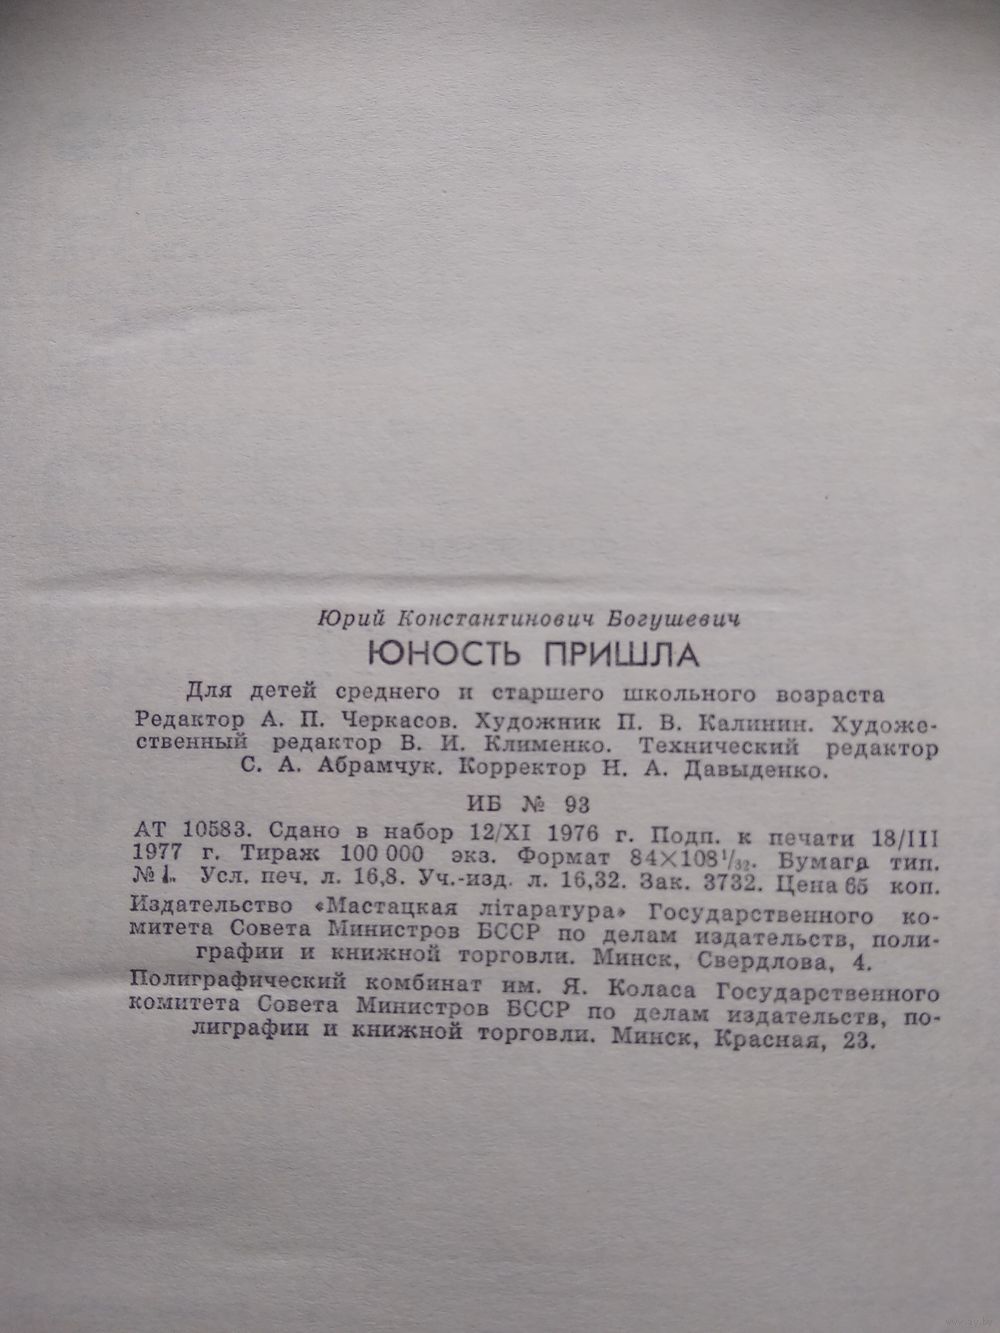 Юрий Константинович Богушевич
ЮНОСТЬ ПРИШЛА
Для детей среднего и старшего школьного возраста
Редактор А. П. Черкасов. Художник П. В. Калинин. Художе-
ственный редактор В. И. Клименко. Технический редактор
С. А. Абрамчук. Корректор Н. А. Давыденко.
ИБ № 93
АТ 10583. Сдано в набор 12/XI 1976 г. Подп. к печати 18/III
1977 г. Тираж 100 000 экз. Формат 84×108 1/32. Бумага тип.
№ 1. Усл. печ. л. 16,8. Уч.-изд. л. 16,32. Зак. 3732. Цена 65 коп.
Издательство «Мастацкая літаратура» Государственного ко-
митета Совета Министров БССР по делам издательств, поли-
графии и книжной торговли. Минск, Свердлова, 4.
Полиграфический комбинат им. Я. Коласа Государственного
комитета Совета Министров БССР по делам издательств, по-
лиграфии и книжной торговли. Минск, Красная, 23.
www.ay.by